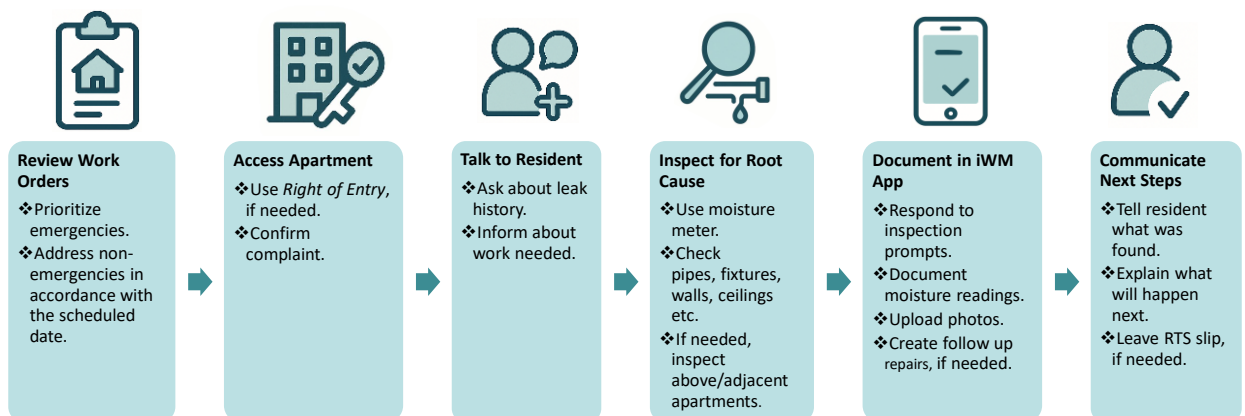 Review Work
Orders
❖Prioritize
emergencies.
❖Address non-
emergencies in
accordance with
the scheduled
date.
Access Apartment
❖Use Right of Entry,
if needed.
❖Confirm
complaint.
Talk to Resident
❖Ask about leak
history.
❖Inform about
work needed.
Inspect for Root
Cause
❖Use moisture
meter.
❖Check
pipes, fixtures,
walls, ceilings
etc.
❖If needed,
inspect
above/adjacent
apartments.
Document in iWM
App
❖Respond to
inspection
prompts.
❖Document
moisture readings.
❖Upload photos.
❖Create follow up
repairs, if needed.
Communicate
Next Steps
❖Tell resident
what was
found.
❖Explain what
will happen
next.
❖Leave RTS slip,
if needed.